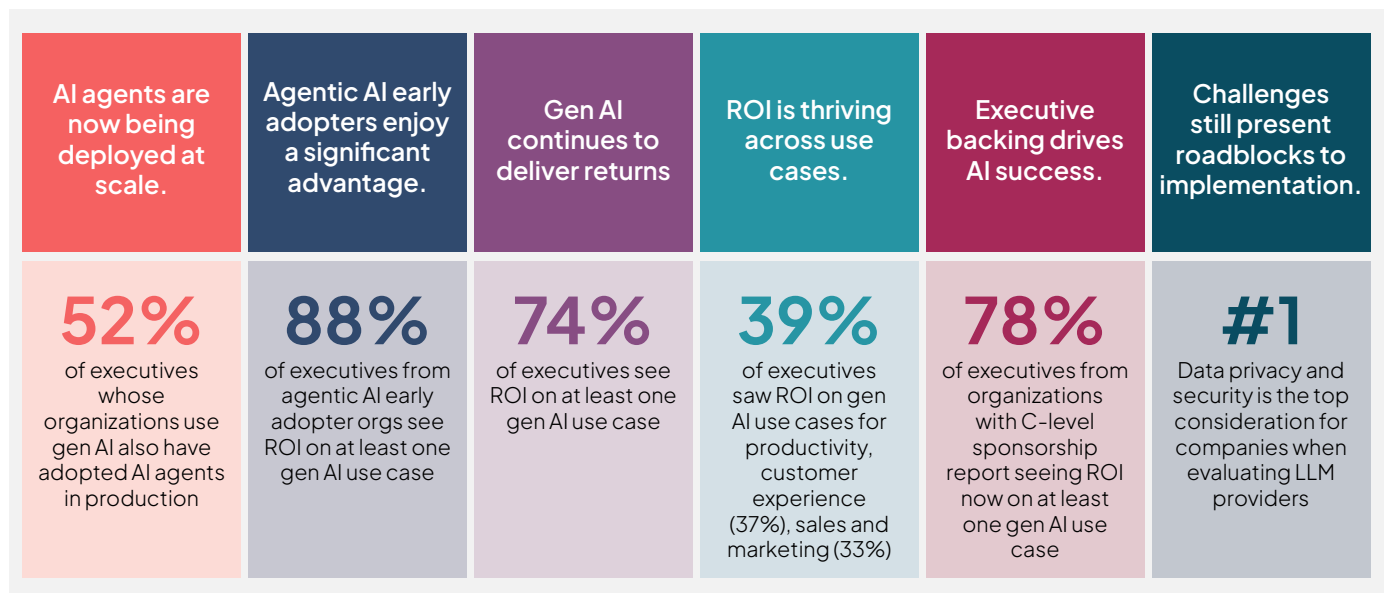 AI agents are
now being
deployed at
scale.
52%
of executives
whose
organizations use
gen AI also have
adopted AI agents
in production
Agentic AI early
adopters enjoy
a significant
advantage.
88%
of executives from
agentic AI early
adopter orgs see
ROI on at least one
gen AI use case
Gen AI
continues to
deliver returns
74%
of executives see
ROI on at least one
gen AI use case
ROI is thriving
across use
cases.
39%
of executives
saw ROI on gen
AI use cases for
productivity,
customer
experience
(37%), sales and
marketing (33%)
Executive
backing drives
AI success.
78%
of executives from
organizations
with C-level
sponsorship
report seeing ROI
now on at least
one gen AI use
case
Challenges
still present
roadblocks to
implementation.
#1
Data privacy and
security is the top
consideration for
companies when
evaluating LLM
providers